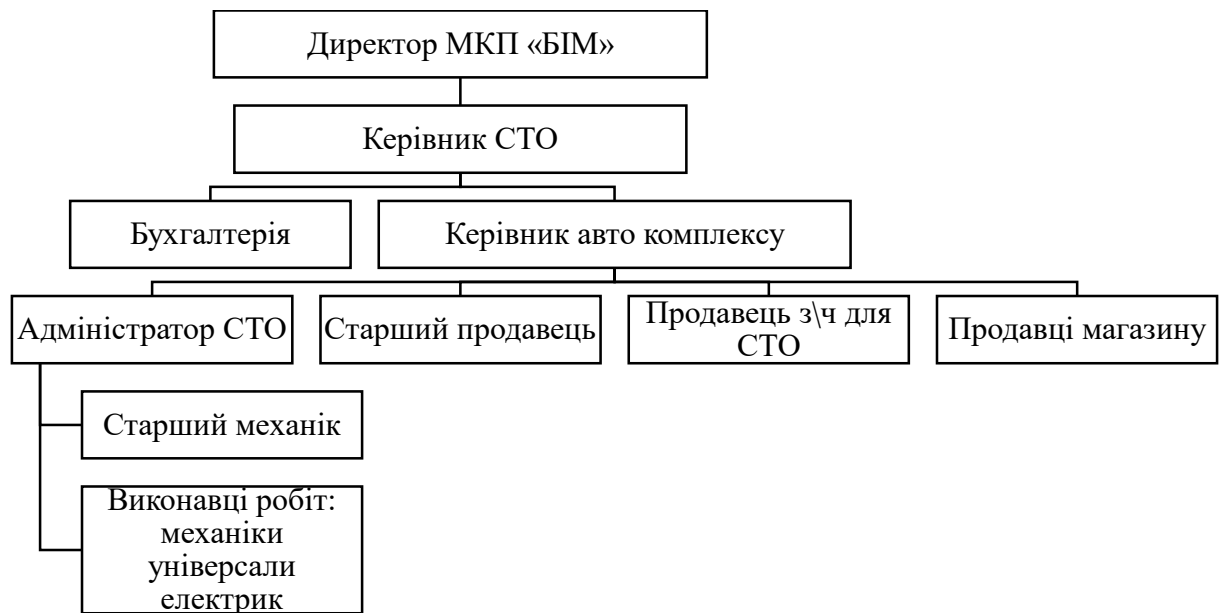 Директор МКП «БІМ»
Керівник СТО
Бухгалтерія
Керівник авто комплексу
Адміністратор СТО
Старший продавець
Продавець з\ч для
СТО
Продавці магазину
Старший механік
Виконавці робіт:
механіки
універсали
електрик